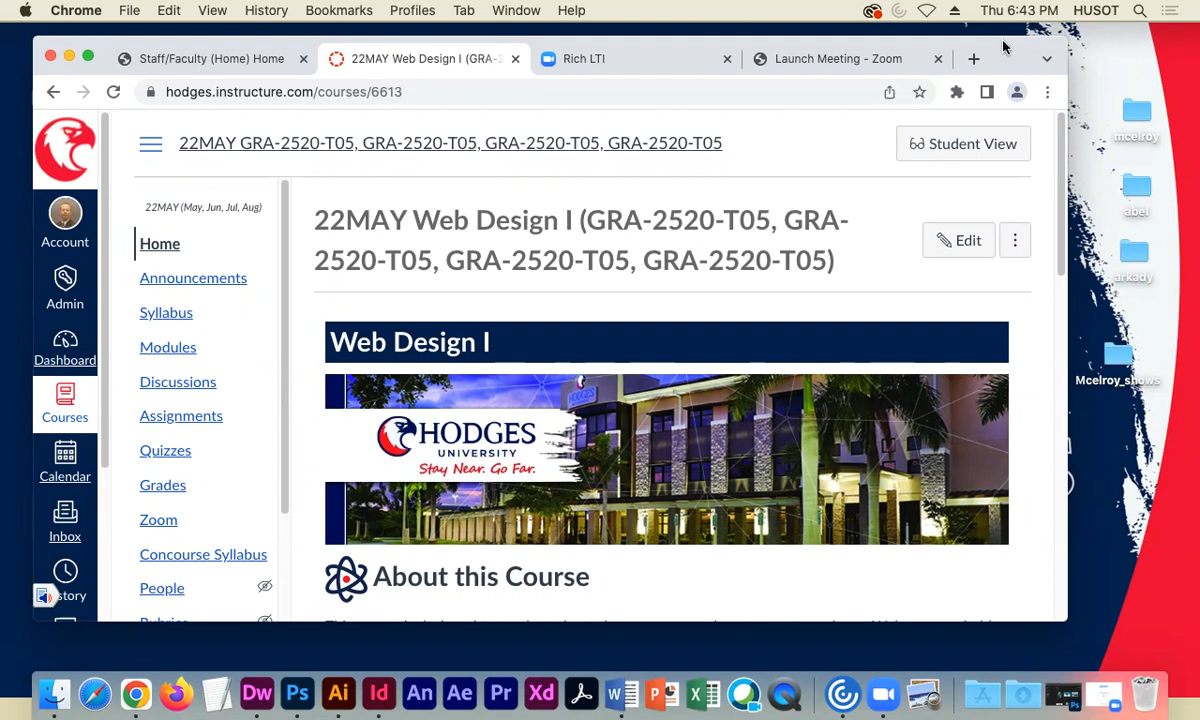 Chrome File Edit View History Bookmarks Profiles Tab Window Help Thu 6:43 PM HUSOT
Staff/Faculty (Home) Home
22MAY Web Design I (GRA-2
Rich LTI
Launch Meeting - Zoom
hodges.instructure.com/courses/6613
22MAY GRA-2520-T05, GRA-2520-T05, GRA-2520-T05, GRA-2520-T05
Student View
Account
Admin
Dashboard
Courses
Calendar
Inbox
story
22MAY (May, Jun, Jul, Aug)
Home
Announcements
Syllabus
Modules
Discussions
Assignments
Quizzes
Grades
Zoom
Concourse Syllabus
People
22MAY Web Design I (GRA-2520-T05, GRA-
2520-T05, GRA-2520-T05, GRA-2520-T05)
Edit
Web Design I
HODGES
UNIVERSITY
Stay Near. Go Far.
About this Course
mcelroy
abel
arkady
Mcelroy_shows
Dw Ps Ai Id An Ae Pr Xd W P X